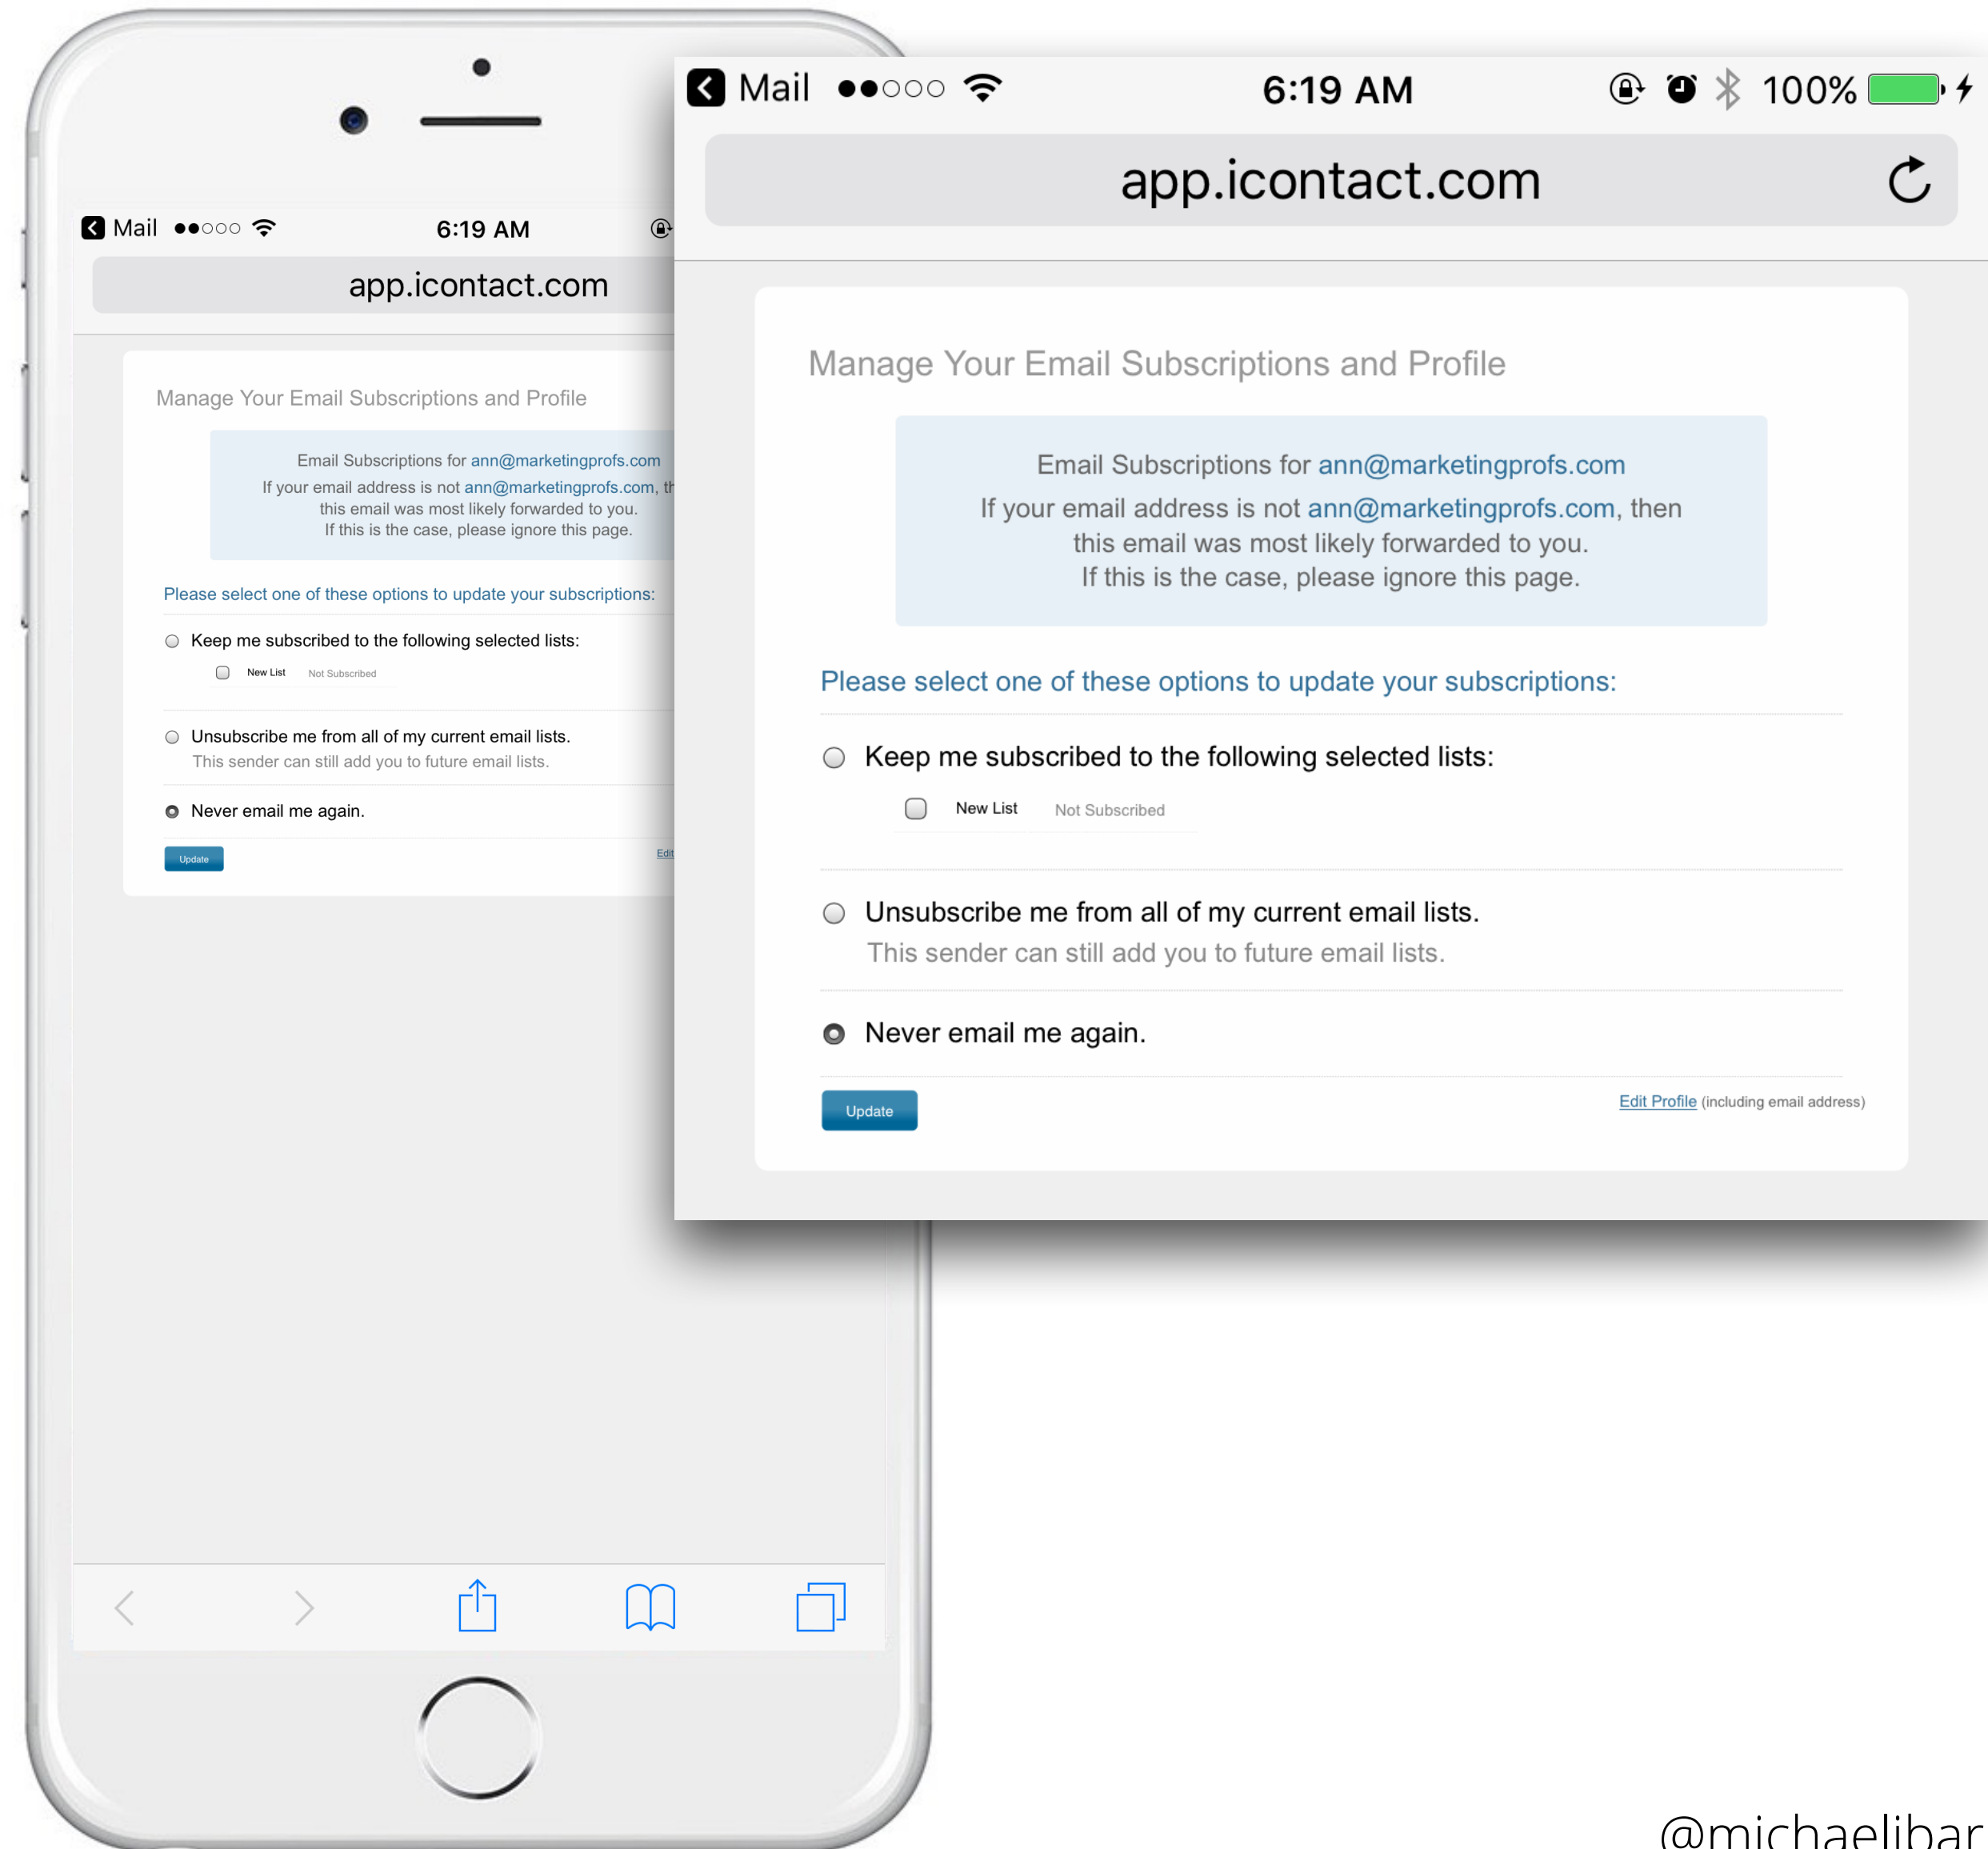 Mail
6:19 AM
app.icontact.com
Manage Your Email Subscriptions and Profile
Email Subscriptions for ann@marketingprofs.com
If your email address is not ann@marketingprofs.com, th
this email was most likely forwarded to you.
If this is the case, please ignore this page.
Please select one of these options to update your subscriptions:
Keep me subscribed to the following selected lists:
New List Not Subscribed
Unsubscribe me from all of my current email lists.
This sender can still add you to future email lists.
Never email me again.
Update Edit
Mail 6:19 AM 100%
app.icontact.com
Manage Your Email Subscriptions and Profile
Email Subscriptions for ann@marketingprofs.com
If your email address is not ann@marketingprofs.com, then
this email was most likely forwarded to you.
If this is the case, please ignore this page.
Please select one of these options to update your subscriptions:
Keep me subscribed to the following selected lists:
New List Not Subscribed
Unsubscribe me from all of my current email lists.
This sender can still add you to future email lists.
Never email me again.
Update Edit Profile (including email address)
@michaelibar